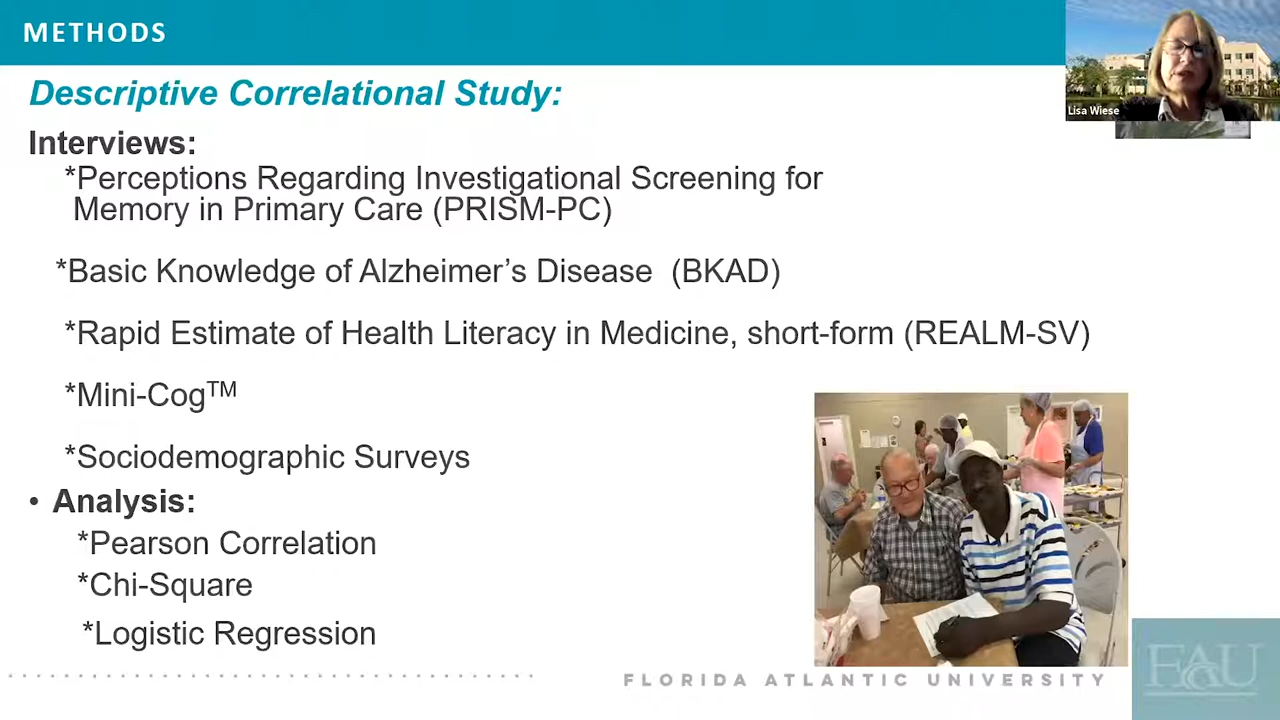 METHODS
Lisa Wiese
Descriptive Correlational Study:
Interviews:
*Perceptions Regarding Investigational Screening for
Memory in Primary Care (PRISM-PC)
*Basic Knowledge of Alzheimer’s Disease (BKAD)
*Rapid Estimate of Health Literacy in Medicine, short-form (REALM-SV)
*Mini-Cog™
*Sociodemographic Surveys
• Analysis:
*Pearson Correlation
*Chi-Square
*Logistic Regression
FLORIDA ATLANTIC UNIVERSITY
FAU